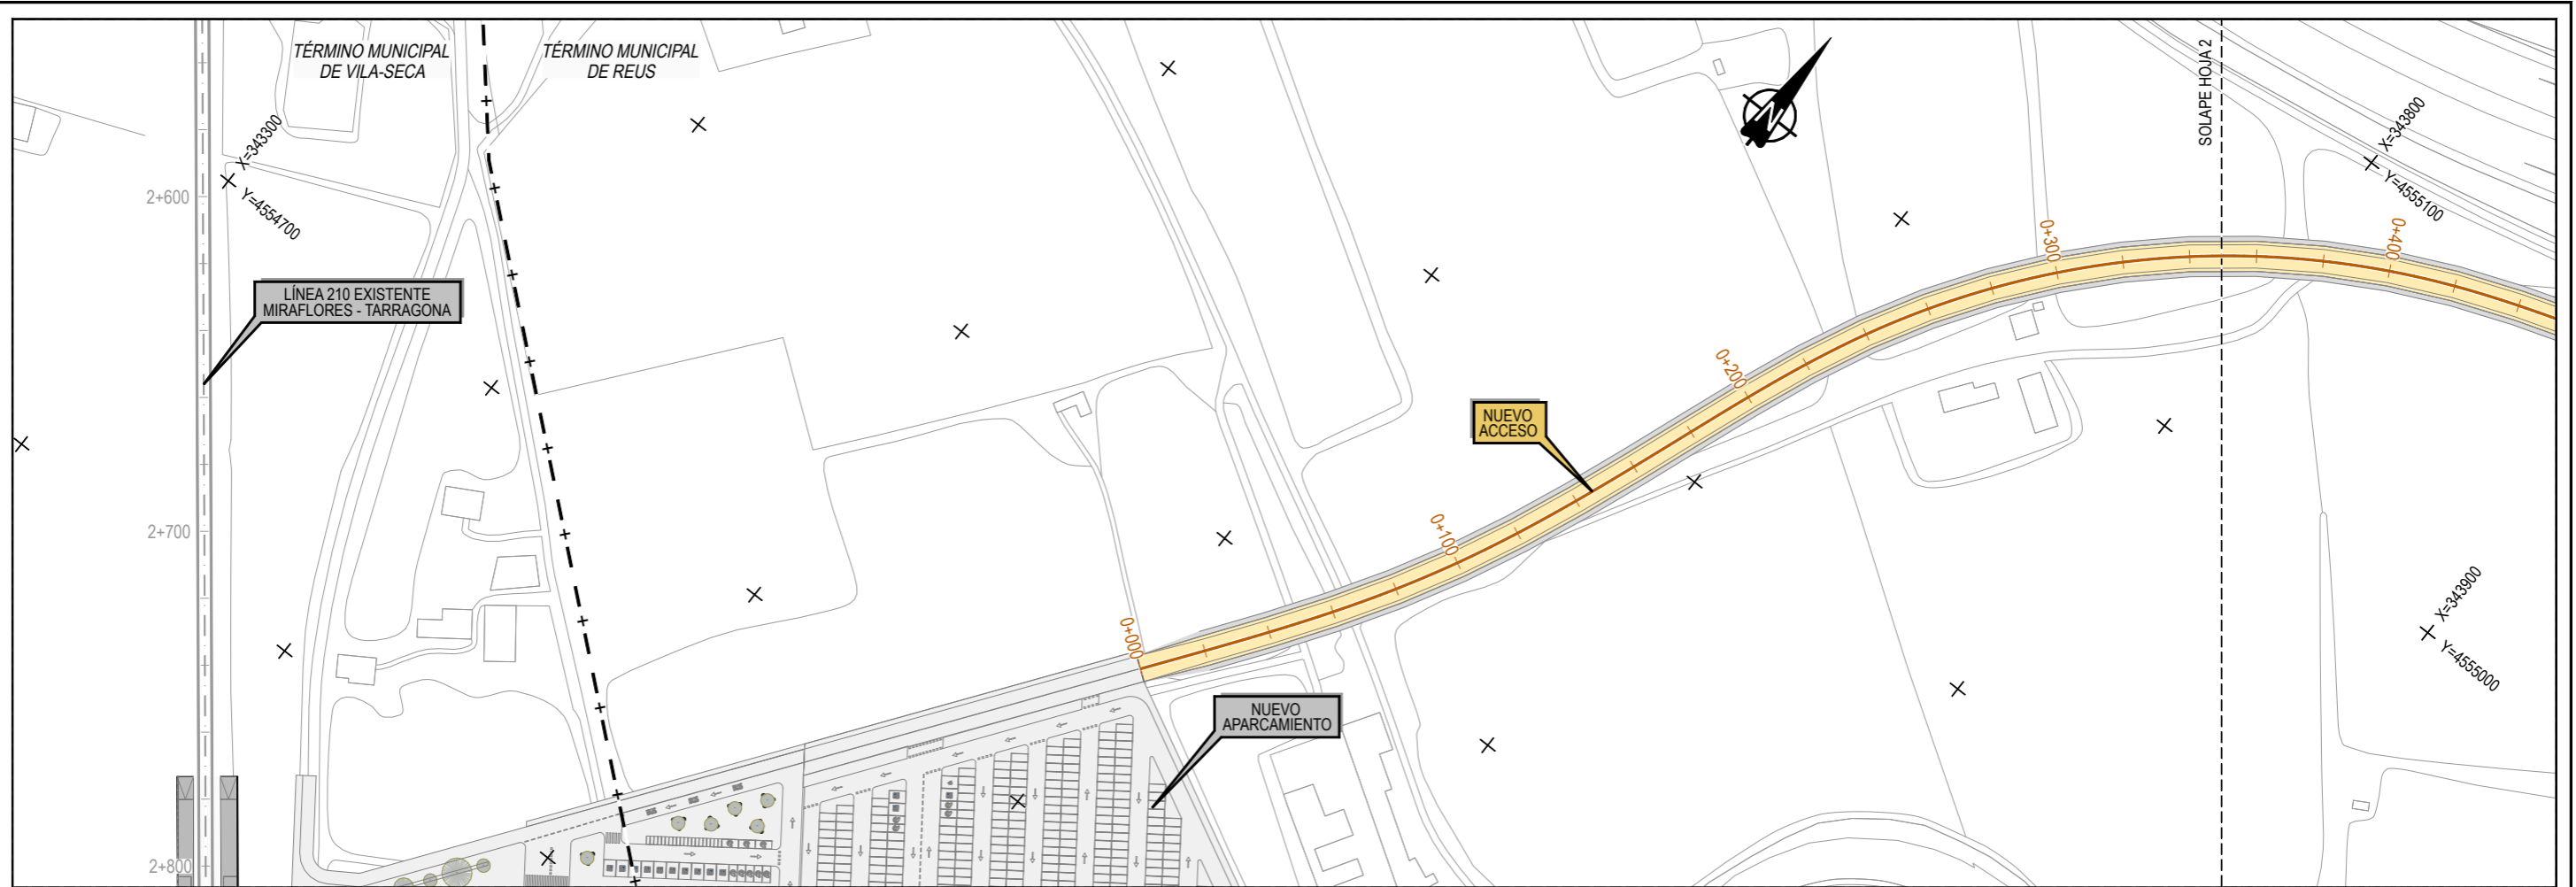 TÉRMINO MUNICIPAL
DE VILA-SECA
TÉRMINO MUNICIPAL
DE REUS
SOLAPE HOJA 2
N
X=343300
Y=4554700
X=343800
Y=4555100
2+600
LÍNEA 210 EXISTENTE
MIRAFLORES - TARRAGONA
0+300
0+400
0+200
NUEVO
ACCESO
2+700
0+100
0+000
X=343900
Y=4555000
NUEVO
APARCAMIENTO
2+800